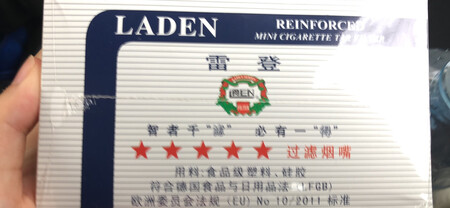 LADEN
REINFORCED
MINI CIGARETTE
雷登
智者千“滤” 必有一“得”
★★★★★ 过滤烟嘴
用料:食品级塑料、硅胶
符合德国食品与日用品法 (LFGB)
欧洲委员会法规 (EU) No 10/2011 标准